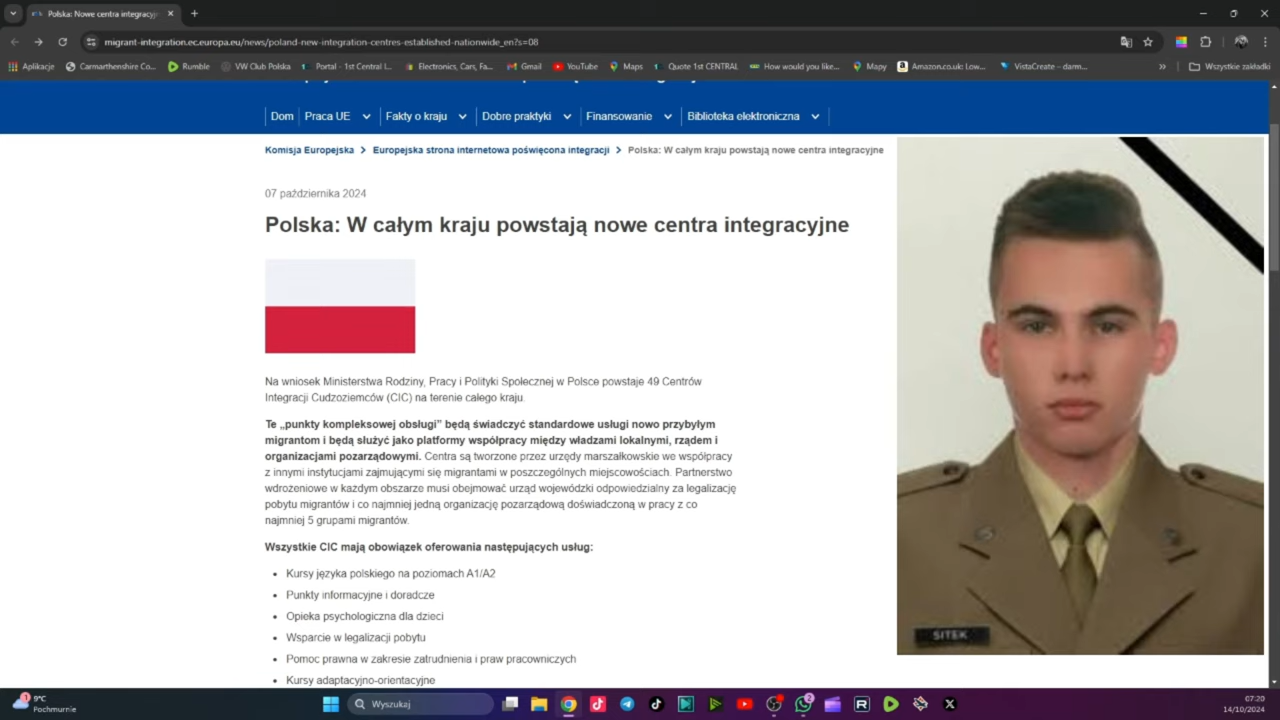 Polska: Nowe centra integracyj
migrant-integration.ec.europa.eu/news/poland-new-integration-centres-established-nationwide_en?s=08
Aplikacje Carmarthenshire Co... Rumble VW Club Polska Portal - 1st Central I... Electronics, Cars, Fa... Gmail YouTube Maps Quote 1st CENTRAL How would you like... Mapy Amazon.co.uk: Low... VistaCreate – darm... » Wszystkie zakładki
Dom Praca UE Fakty o kraju Dobre praktyki Finansowanie Biblioteka elektroniczna
Komisja Europejska > Europejska strona internetowa poświęcona integracji > Polska: W całym kraju powstają nowe centra integracyjne
07 października 2024
Polska: W całym kraju powstają nowe centra integracyjne
Na wniosek Ministerstwa Rodziny, Pracy i Polityki Społecznej w Polsce powstaje 49 Centrów
Integracji Cudzoziemców (CIC) na terenie całego kraju.
Te „punkty kompleksowej obsługi” będą świadczyć standardowe usługi nowo przybyłym
migrantom i będą służyć jako platformy współpracy między władzami lokalnymi, rządem i
organizacjami pozarządowymi. Centra są tworzone przez urzędy marszałkowskie we współpracy
z innymi instytucjami zajmującymi się migrantami w poszczególnych miejscowościach. Partnerstwo
wdrożeniowe w każdym obszarze musi obejmować urząd wojewódzki odpowiedzialny za legalizację
pobytu migrantów i co najmniej jedną organizację pozarządową doświadczoną w pracy z co
najmniej 5 grupami migrantów.
Wszystkie CIC mają obowiązek oferowania następujących usług:
• Kursy języka polskiego na poziomach A1/A2
• Punkty informacyjne i doradcze
• Opieka psychologiczna dla dzieci
• Wsparcie w legalizacji pobytu
• Pomoc prawna w zakresie zatrudnienia i praw pracowniczych
• Kursy adaptacyjno-orientacyjne
SITEK
1
9°C
Pochmurnie
Wyszukaj
2
07:20
14/10/2024